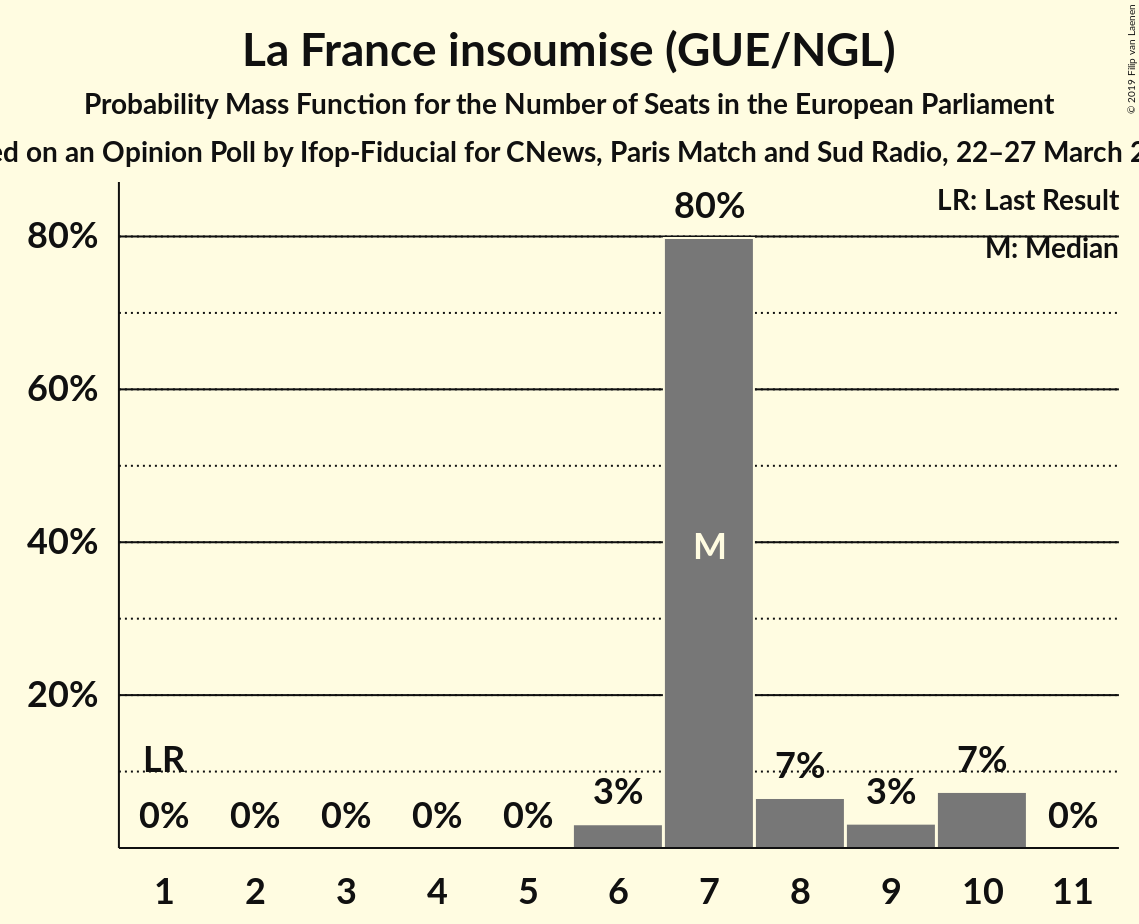 La France insoumise (GUE/NGL)
Probability Mass Function for the Number of Seats in the European Parliament
on an Opinion Poll by Ifop-Fiducial for CNews, Paris Match and Sud Radio, 22–27 March
© 2019 Filip van Laenen
LR: Last Result
M: Median
80%
80%
60%
40%
M
20%
LR
0%
0%
0%
0%
0%
3%
7%
3%
7%
0%
1 2 3 4 5 6 7 8 9 10 11